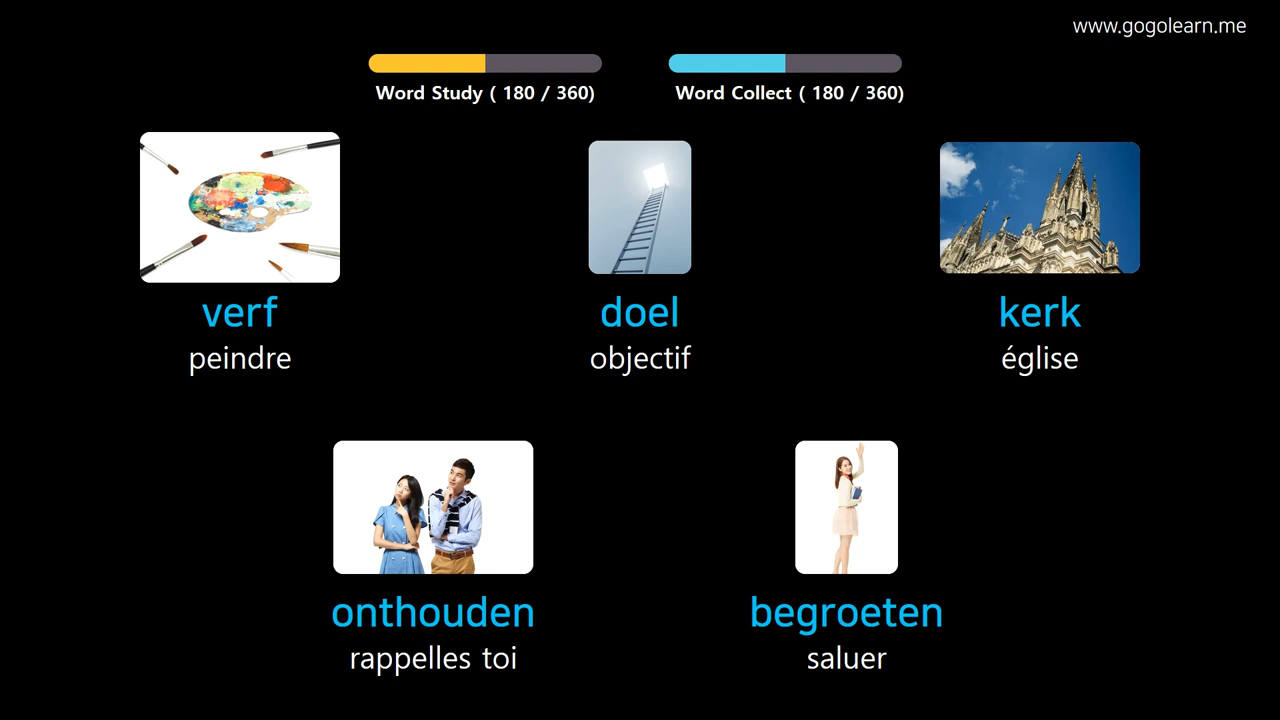 www.gogolearn.me
Word Study ( 180 / 360)
Word Collect ( 180 / 360)
verf
peindre
doel
objectif
kerk
église
onthouden
rappelles toi
begroeten
saluer